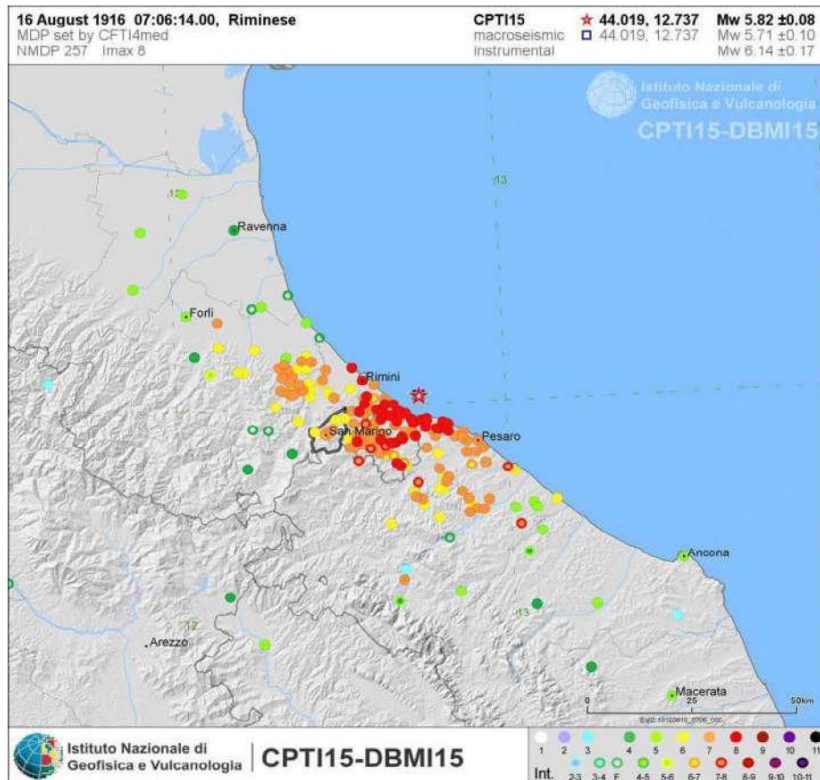 16 August 1916 07:06:14.00, Riminese
MDP set by CFTI4med
NMDP 257 Imax 8
CPTI15 44.019, 12.737 Mw 5.82 ±0.08
macroseismic 44.019, 12.737 Mw 5.71 ±0.10
instrumental Mw 6.14 ±0.17
Istituto Nazionale di
Geofisica e Vulcanologia
CPTI15-DBMI15
13
12
Ravenna
Forlì
Rimini
San Marino
Pesaro
Ancona
13
12
Arezzo
Macerata
0 25 50km
Istituto Nazionale di
Geofisica e Vulcanologia
CPTI15-DBMI15
1 2 3 4 5 6 7 8 9 10 11
Int. 2-3 3-4 F 4-5 5-6 6-7 7-8 8-9 9-10 10-11